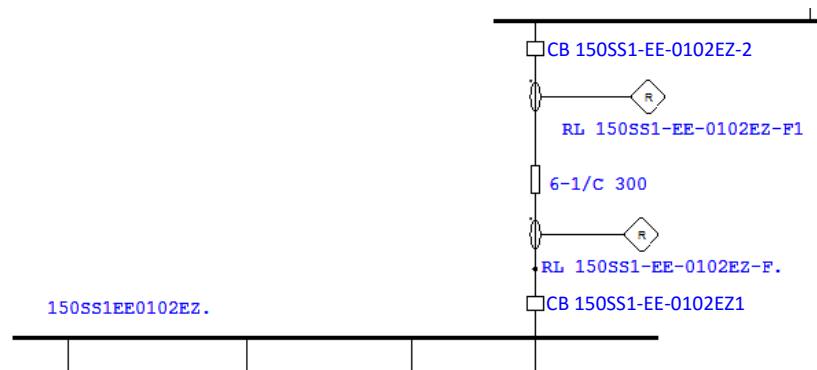 CB 150SS1-EE-0102EZ-2
R
RL 150SS1-EE-0102EZ-F1
6-1/C 300
R
RL 150SS1-EE-0102EZ-F.
150SS1EE0102EZ.
CB 150SS1-EE-0102EZ1